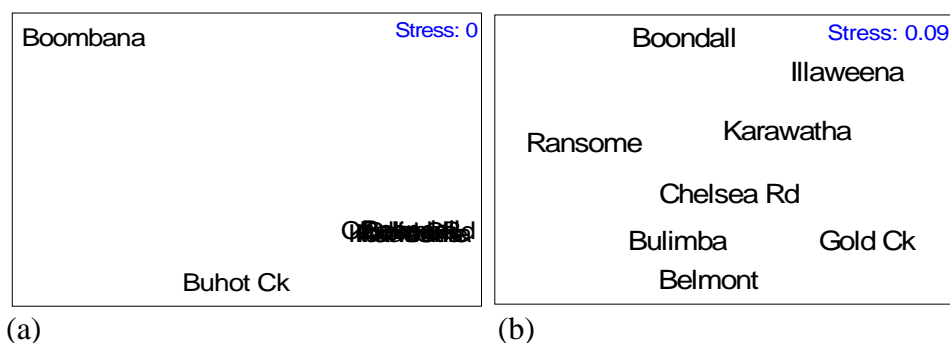 Boombana
Stress: 0
Buhot Ck
(a)
Boondall
Stress: 0.09
Illaweena
Karawatha
Ransome
Chelsea Rd
Bulimba
Gold Ck
Belmont
(b)